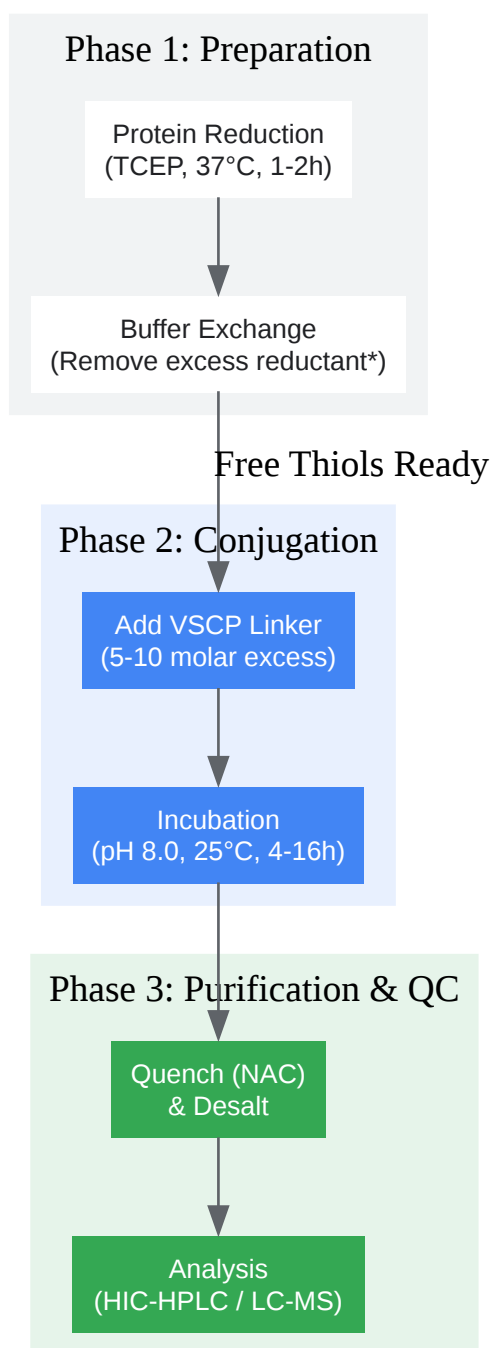 Phase 1: Preparation
Protein Reduction
(TCEP, 37°C, 1-2h)
Buffer Exchange
(Remove excess reductant*)
Free Thiols Ready
Phase 2: Conjugation
Add VSCP Linker
(5-10 molar excess)
Incubation
(pH 8.0, 25°C, 4-16h)
Phase 3: Purification & QC
Quench (NAC)
& Desalt
Analysis
(HIC-HPLC / LC-MS)